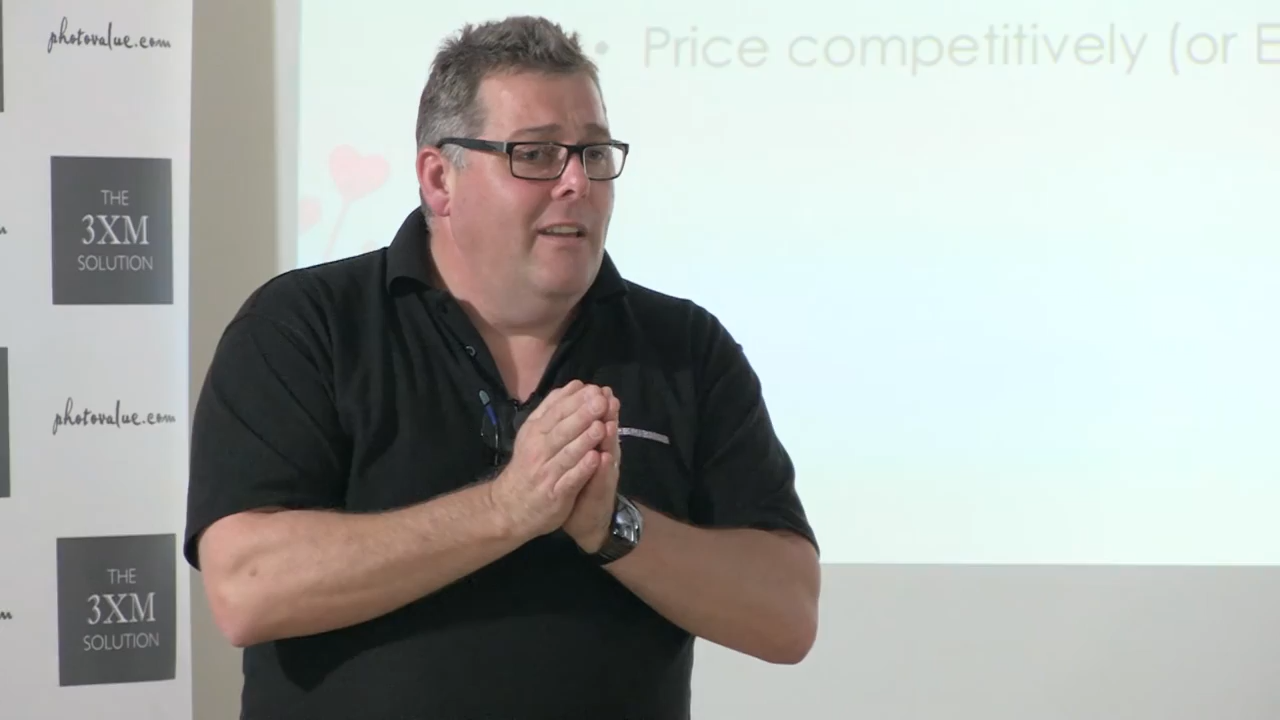 photovalue.com
THE
3XM
SOLUTION
photovalue.com
THE
3XM
SOLUTION
• Price competitively (or